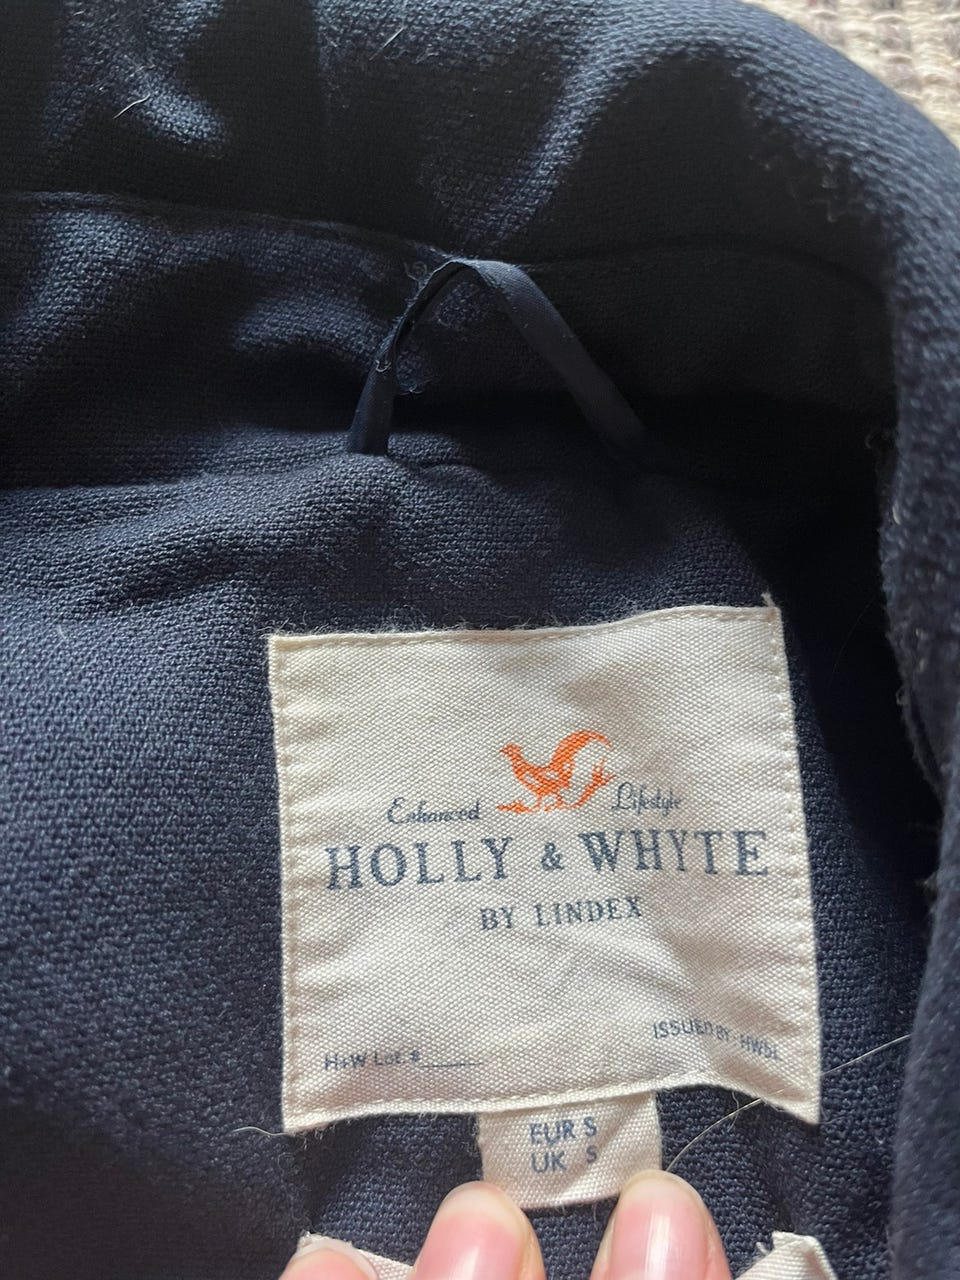 Enhanced Lifestyle
HOLLY & WHYTE
BY LINDEX
ISSUED BY - HWBL
H+W Lot #
EUR S
UK S